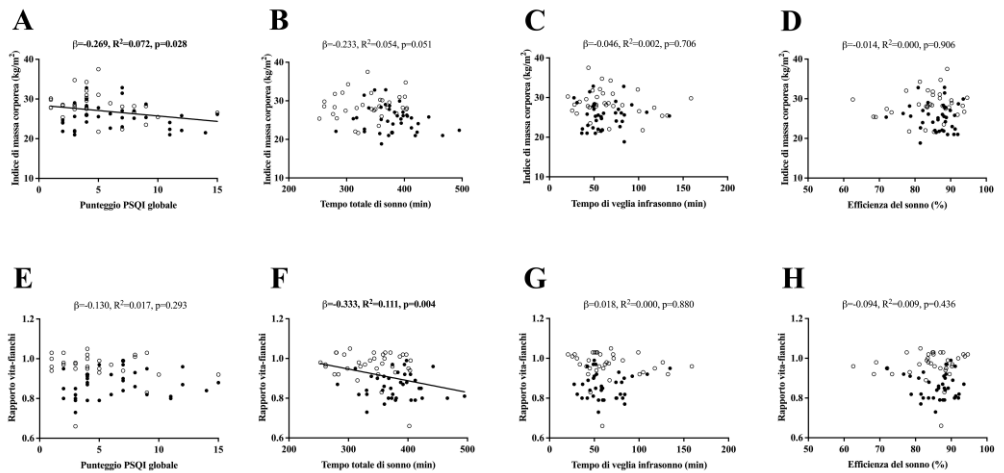 A
B
C
D
β=-0.269, R²=0.072, p=0.028
β=-0.233, R²=0.054, p=0.051
β=-0.046, R²=0.002, p=0.706
β=-0.014, R²=0.000, p=0.906
Indice di massa corporea (kg/m²)
40
30
20
10
0
5
10
15
Punteggio PSQI globale
Indice di massa corporea (kg/m²)
40
30
20
10
200
300
400
500
Tempo totale di sonno (min)
Indice di massa corporea (kg/m²)
40
30
20
10
0
50
100
150
200
Tempo di veglia infrasonno (min)
Indice di massa corporea (kg/m²)
40
30
20
10
50
60
70
80
90
100
Efficienza del sonno (%)
E
F
G
H
β=-0.130, R²=0.017, p=0.293
β=-0.333, R²=0.111, p=0.004
β=0.018, R²=0.000, p=0.880
β=-0.094, R²=0.009, p=0.436
Rapporto vita-fianchi
1.2
1.0
0.8
0.6
0
5
10
15
Punteggio PSQI globale
Rapporto vita-fianchi
1.2
1.0
0.8
0.6
200
300
400
500
Tempo totale di sonno (min)
Rapporto vita-fianchi
1.2
1.0
0.8
0.6
0
50
100
150
200
Tempo di veglia infrasonno (min)
Rapporto vita-fianchi
1.2
1.0
0.8
0.6
50
60
70
80
90
100
Efficienza del sonno (%)